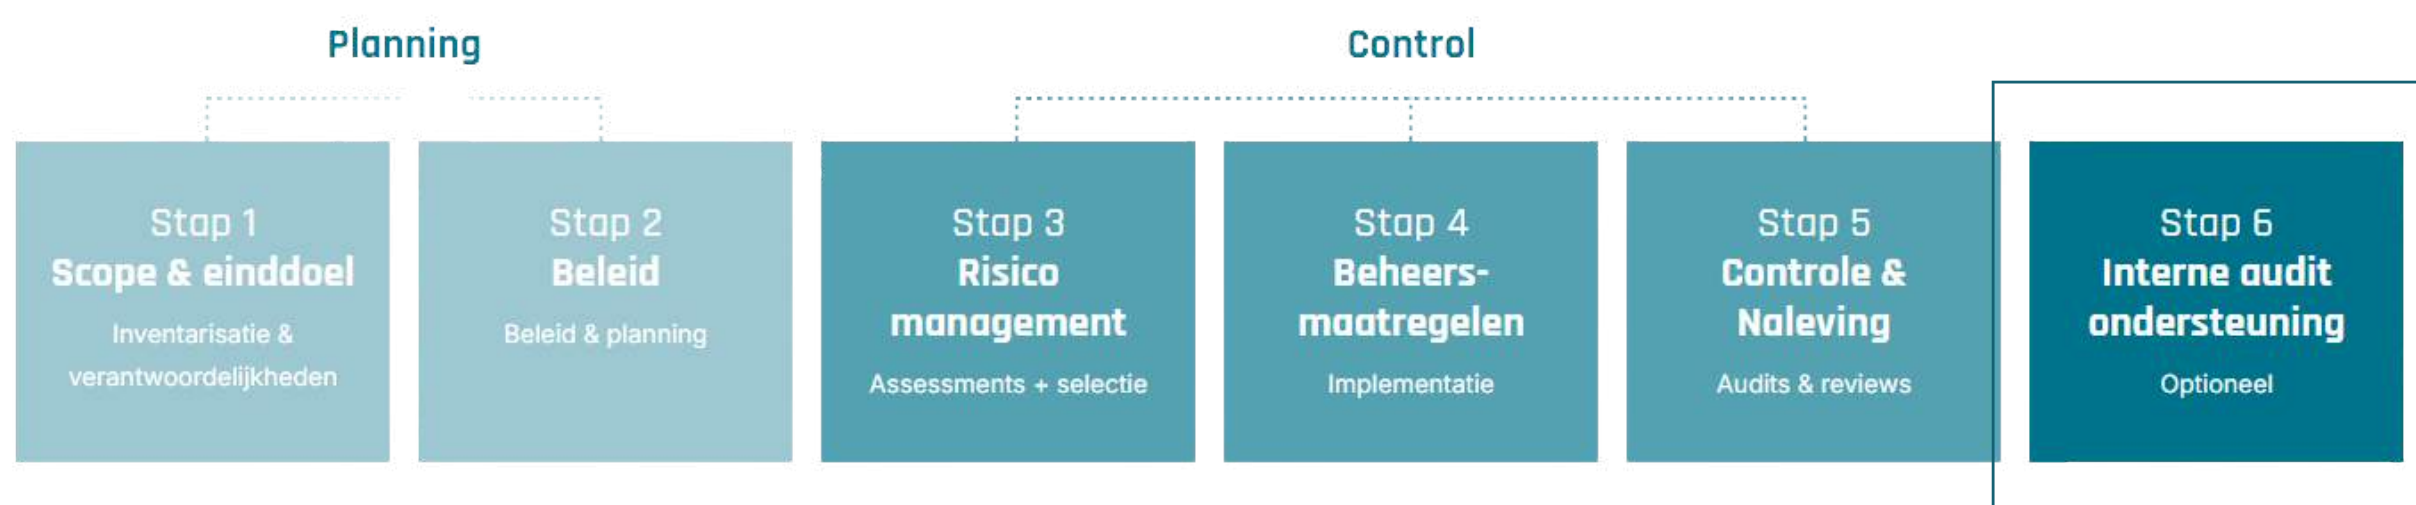 Planning
Control
Stap 1
Scope & einddoel
Inventarisatie &
verantwoordelijkheden
Stap 2
Beleid
Beleid & planning
Stap 3
Risico
management
Assessments + selectie
Stap 4
Beheers-
maatregelen
Implementatie
Stap 5
Controle &
Naleving
Audits & reviews
Stap 6
Interne audit
ondersteuning
Optioneel